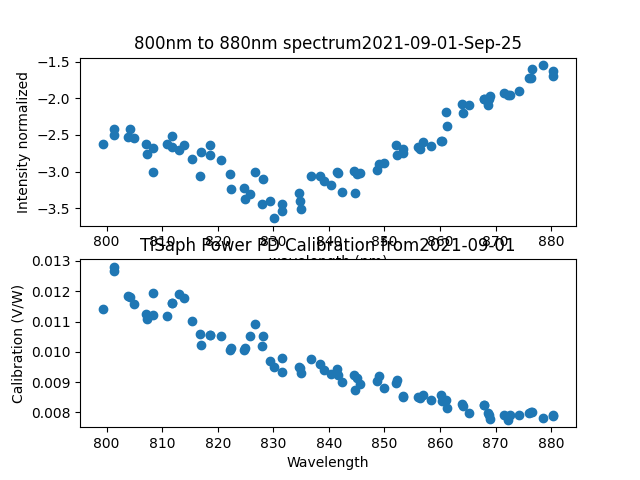 800nm to 880nm spectrum2021-09-01-Sep-25
Intensity normalized
−1.5
−2.0
−2.5
−3.0
−3.5
800 810 820 830 840 850 860 870 880
wavelength (nm)
TiSaph Power PD Calibration from2021-09-01
Calibration (V/W)
0.013
0.012
0.011
0.010
0.009
0.008
800 810 820 830 840 850 860 870 880
Wavelength